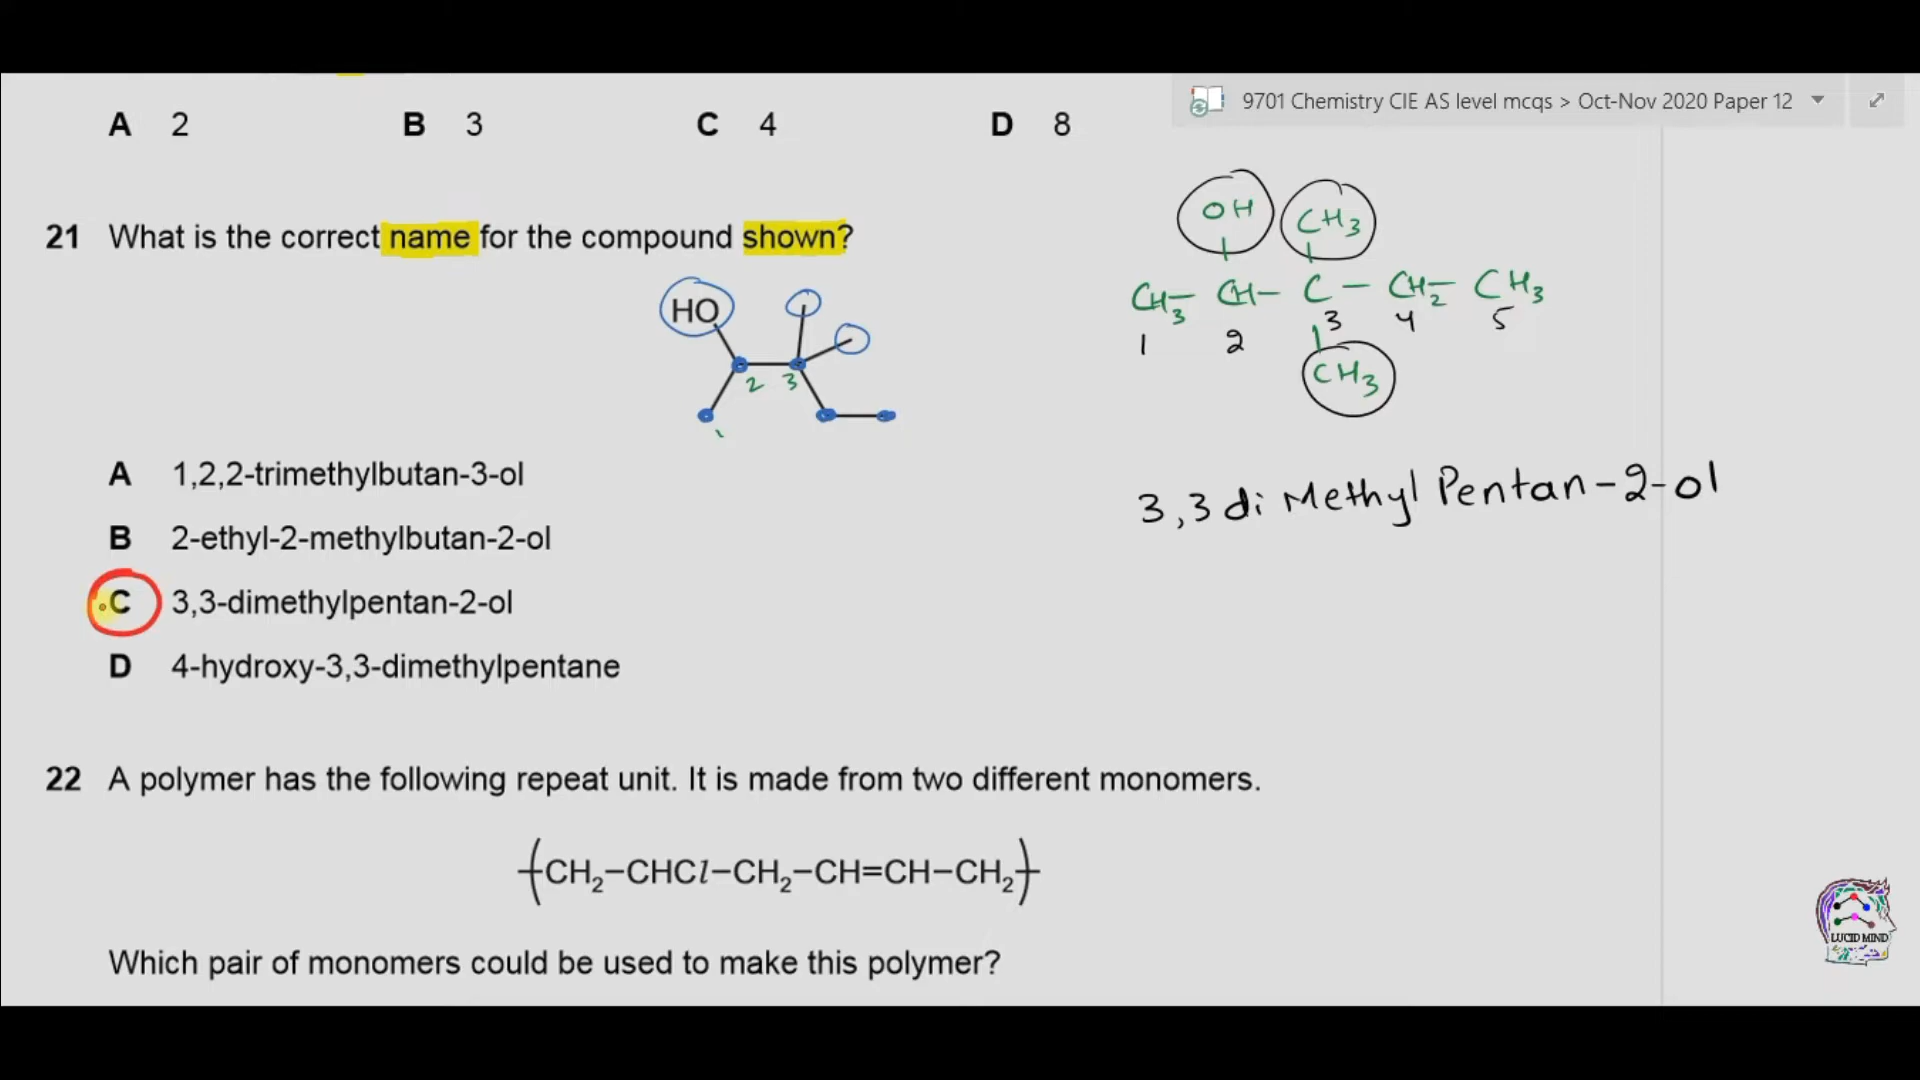 9701 Chemistry CIE AS level mcqs > Oct-Nov 2020 Paper 12
A 2 B 3 C 4 D 8
21 What is the correct name for the compound shown?
HO
2 3
1
OH CH3
CH3- CH- C - CH2- CH3
1 2 3 4 5
CH3
3,3 di Methyl Pentan-2-ol
A 1,2,2-trimethylbutan-3-ol
B 2-ethyl-2-methylbutan-2-ol
C 3,3-dimethylpentan-2-ol
D 4-hydroxy-3,3-dimethylpentane
22 A polymer has the following repeat unit. It is made from two different monomers.
(CH2–CHCl–CH2–CH=CH–CH2)
Which pair of monomers could be used to make this polymer?
LUCID MIND